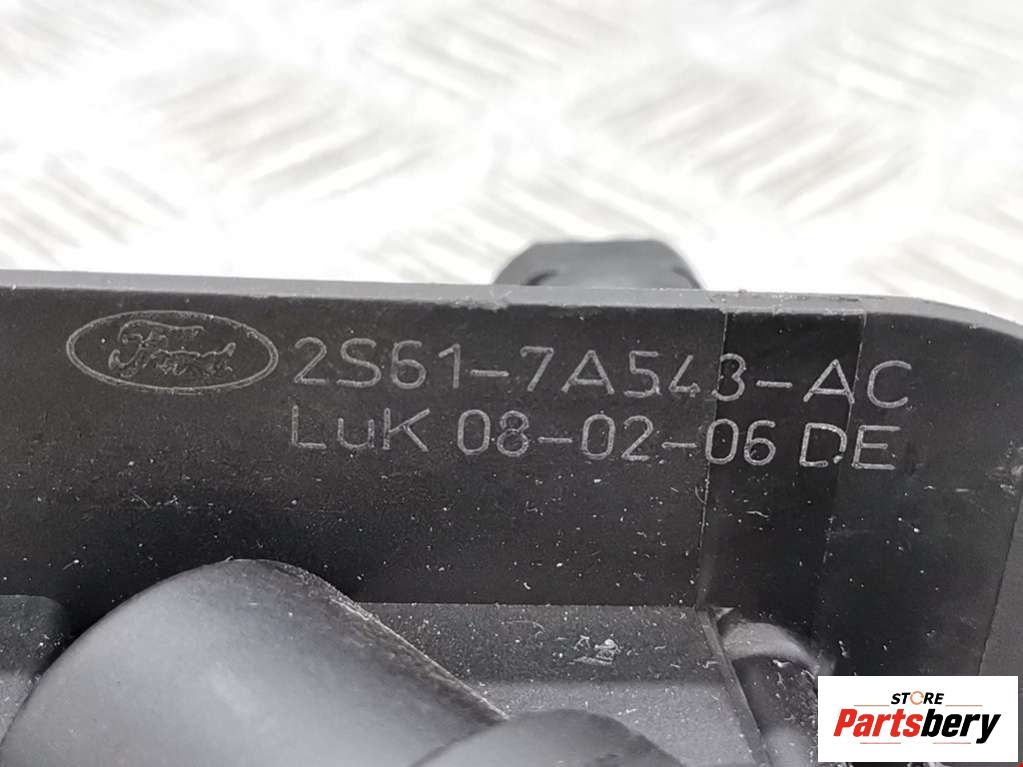 Ford 2S61-7A543-AC
LuK 08-02-06 DE
STORE
Partsbery